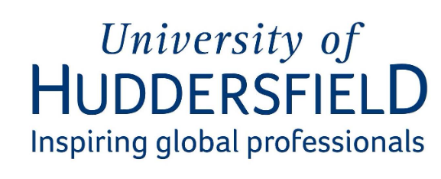 University of
HUDDERSFIELD
Inspiring global professionals